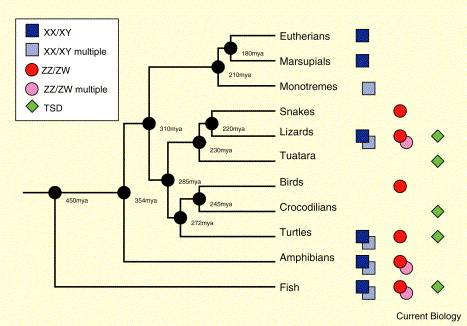 XX/XY
XX/XY multiple
ZZ/ZW
ZZ/ZW multiple
TSD
Eutherians
180mya
Marsupials
210mya
Monotremes
Snakes
310mya
220mya
Lizards
230mya
Tuatara
285mya
Birds
450mya
354mya
245mya
Crocodilians
272mya
Turtles
Amphibians
Fish
Current Biology